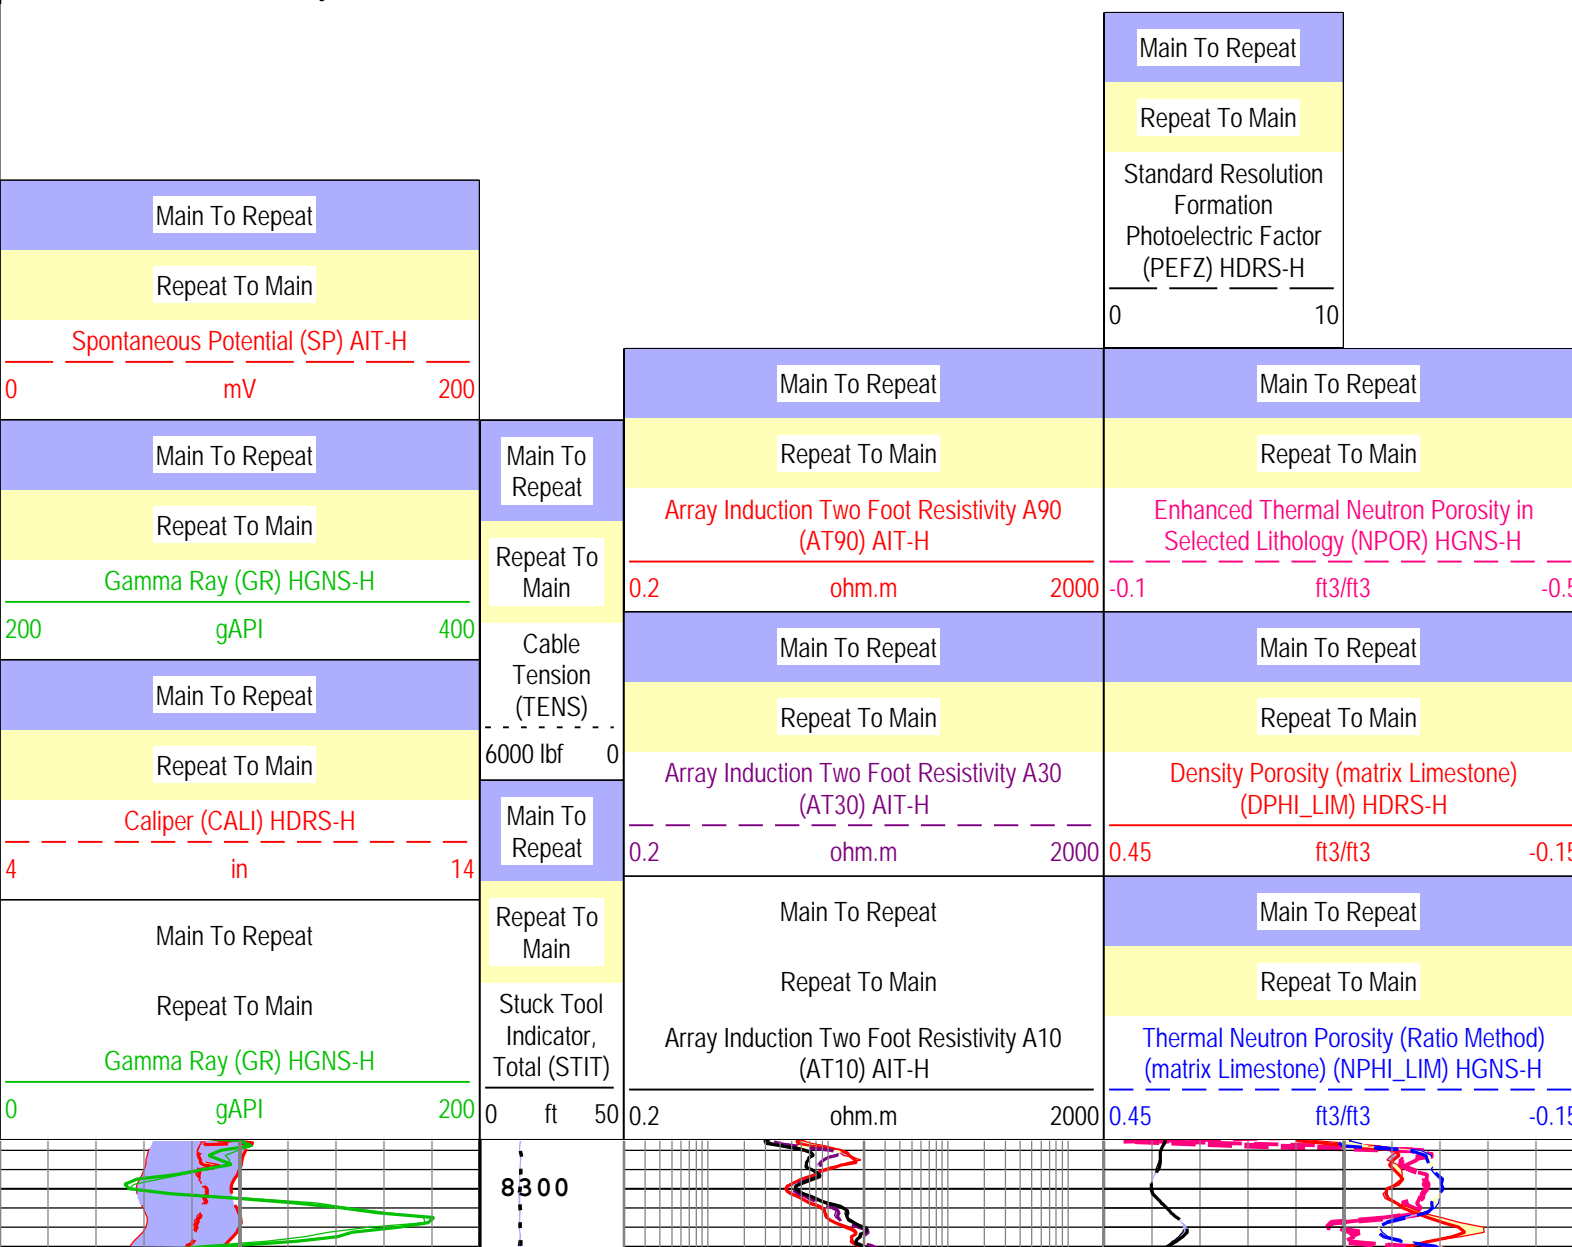 Main To Repeat
Repeat To Main
Standard Resolution
Formation
Photoelectric Factor
(PEFZ) HDRS-H
0 10
Main To Repeat
Repeat To Main
Spontaneous Potential (SP) AIT-H
0 mV 200
Main To Repeat
Repeat To Main
Gamma Ray (GR) HGNS-H
200 gAPI 400
Main To Repeat
Repeat To Main
Caliper (CALI) HDRS-H
4 in 14
Main To Repeat
Repeat To Main
Gamma Ray (GR) HGNS-H
0 gAPI 200
Main To
Repeat
Repeat To
Main
Cable
Tension
(TENS)
6000 lbf 0
Main To
Repeat
Repeat To
Main
Stuck Tool
Indicator,
Total (STIT)
0 ft 50
Main To Repeat
Repeat To Main
Array Induction Two Foot Resistivity A90
(AT90) AIT-H
0.2 ohm.m 2000
Main To Repeat
Repeat To Main
Array Induction Two Foot Resistivity A30
(AT30) AIT-H
0.2 ohm.m 2000
Main To Repeat
Repeat To Main
Array Induction Two Foot Resistivity A10
(AT10) AIT-H
0.2 ohm.m 2000
Main To Repeat
Repeat To Main
Enhanced Thermal Neutron Porosity in
Selected Lithology (NPOR) HGNS-H
-0.1 ft3/ft3 -0.5
Main To Repeat
Repeat To Main
Density Porosity (matrix Limestone)
(DPHI_LIM) HDRS-H
0.45 ft3/ft3 -0.15
Main To Repeat
Repeat To Main
Thermal Neutron Porosity (Ratio Method)
(matrix Limestone) (NPHI_LIM) HGNS-H
0.45 ft3/ft3 -0.15
8300